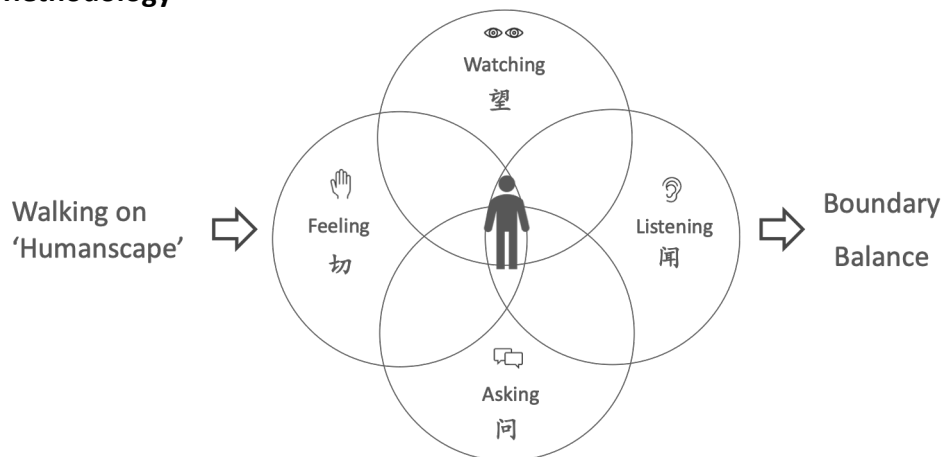 methodology
Watching
望
Walking on
'Humanscape'
Feeling
切
Listening
闻
Asking
问
Boundary
Balance